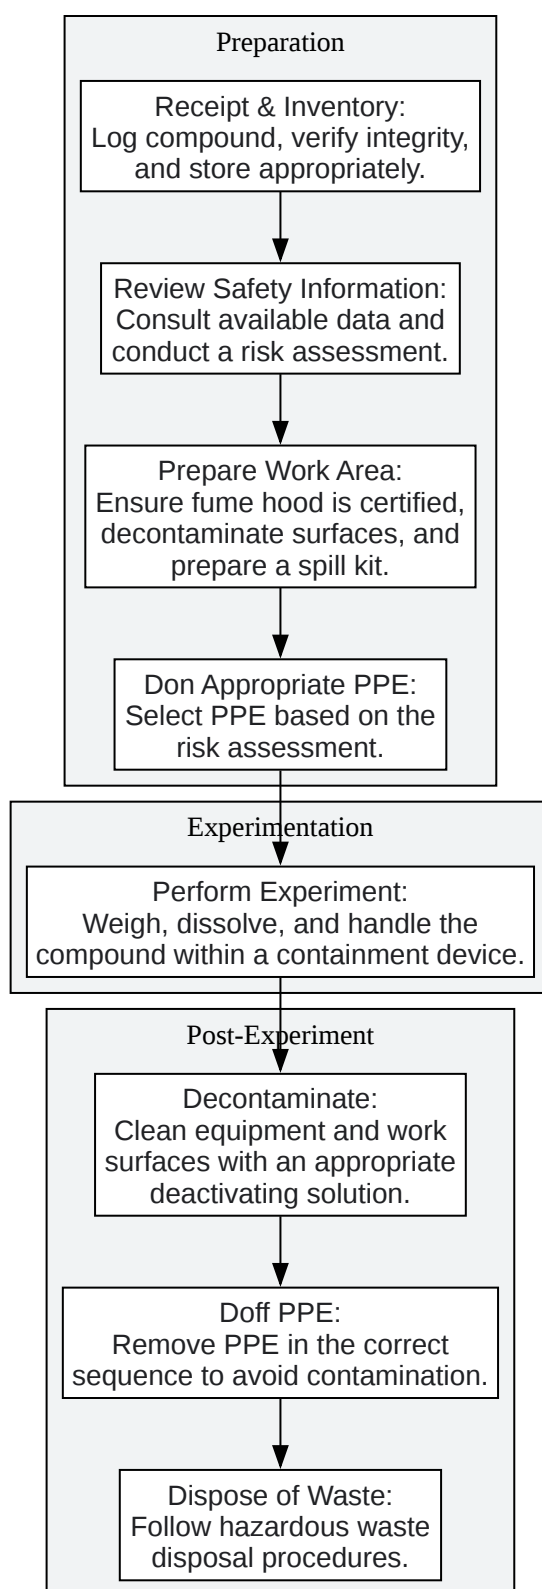 Preparation
Receipt & Inventory:
Log compound, verify integrity,
and store appropriately.
Review Safety Information:
Consult available data and
conduct a risk assessment.
Prepare Work Area:
Ensure fume hood is certified,
decontaminate surfaces, and
prepare a spill kit.
Don Appropriate PPE:
Select PPE based on the
risk assessment.
Experimentation
Perform Experiment:
Weigh, dissolve, and handle the
compound within a containment device.
Post-Experiment
Decontaminate:
Clean equipment and work
surfaces with an appropriate
deactivating solution.
Doff PPE:
Remove PPE in the correct
sequence to avoid contamination.
Dispose of Waste:
Follow hazardous waste
disposal procedures.